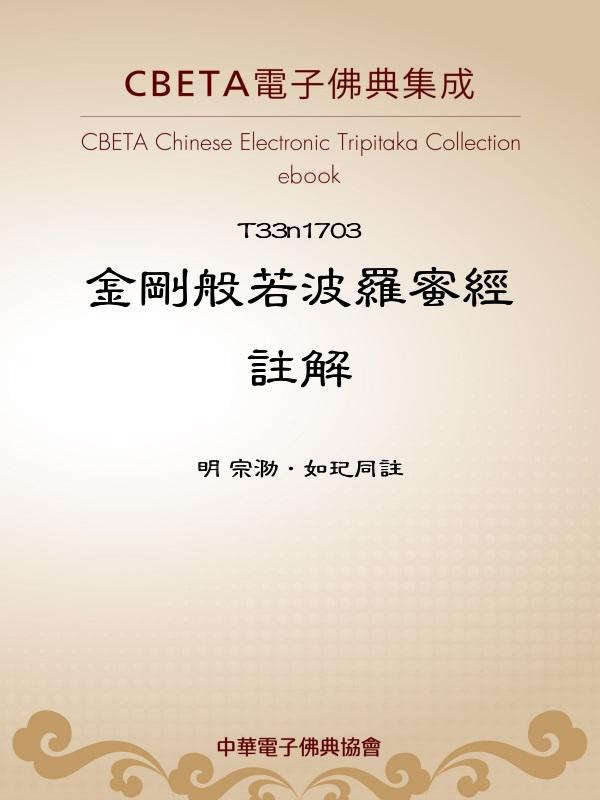 CBETA電子佛典集成
CBETA Chinese Electronic Tripitaka Collection
ebook
T33n1703
金剛般若波羅蜜經
註解
明 宗泐．如玘同註
中華電子佛典協會